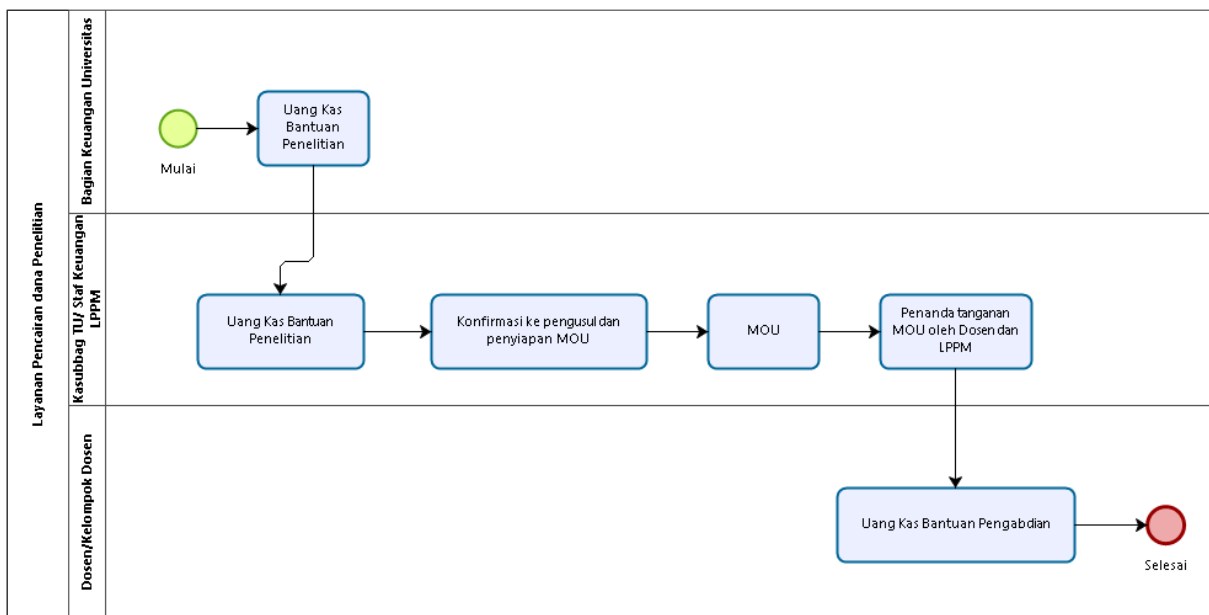 Layanan Pencairan dana Penelitian
Bagian Keuangan Universitas
Mulai
Uang Kas
Bantuan
Penelitian
Kasubbag TU/ Staf Keuangan
LPPM
Uang Kas Bantuan
Penelitian
Konfirmasi ke pengusul dan
penyiapan MOU
MOU
Penanda tanganan
MOU oleh Dosen dan
LPPM
Dosen/Kelompok Dosen
Uang Kas Bantuan Pengabdian
Selesai